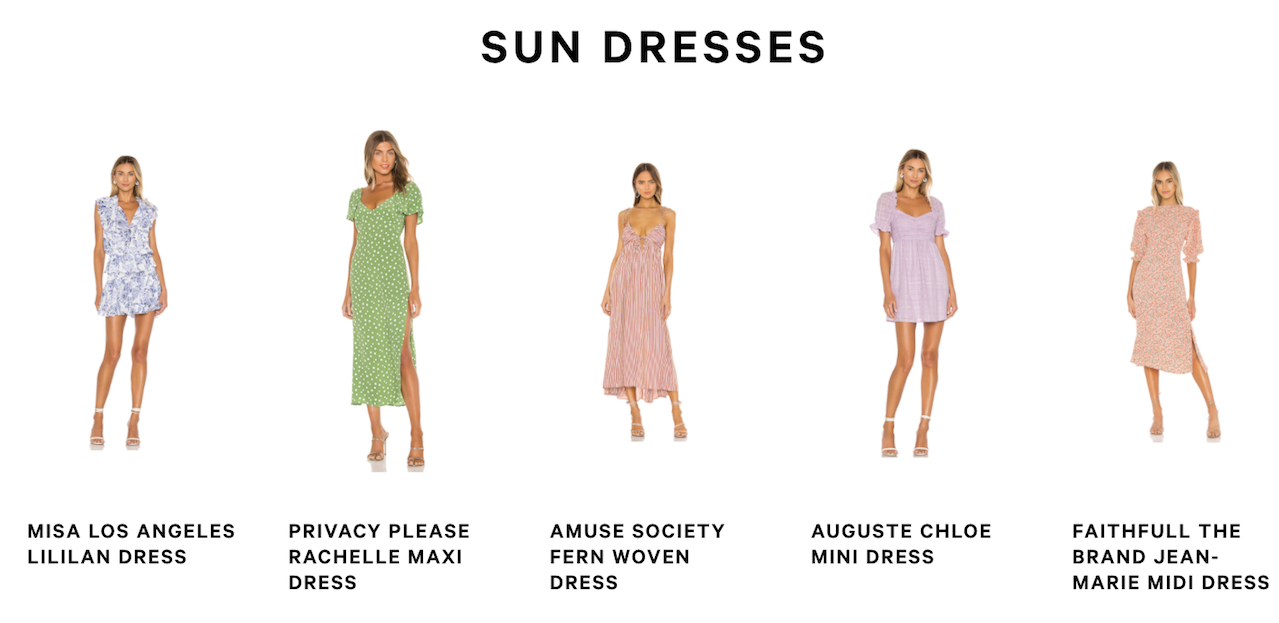 SUN DRESSES
MISA LOS ANGELES
LILILAN DRESS
PRIVACY PLEASE
RACHELLE MAXI
DRESS
AMUSE SOCIETY
FERN WOVEN
DRESS
AUGUSTE CHLOE
MINI DRESS
FAITHFULL THE
BRAND JEAN-
MARIE MIDI DRESS